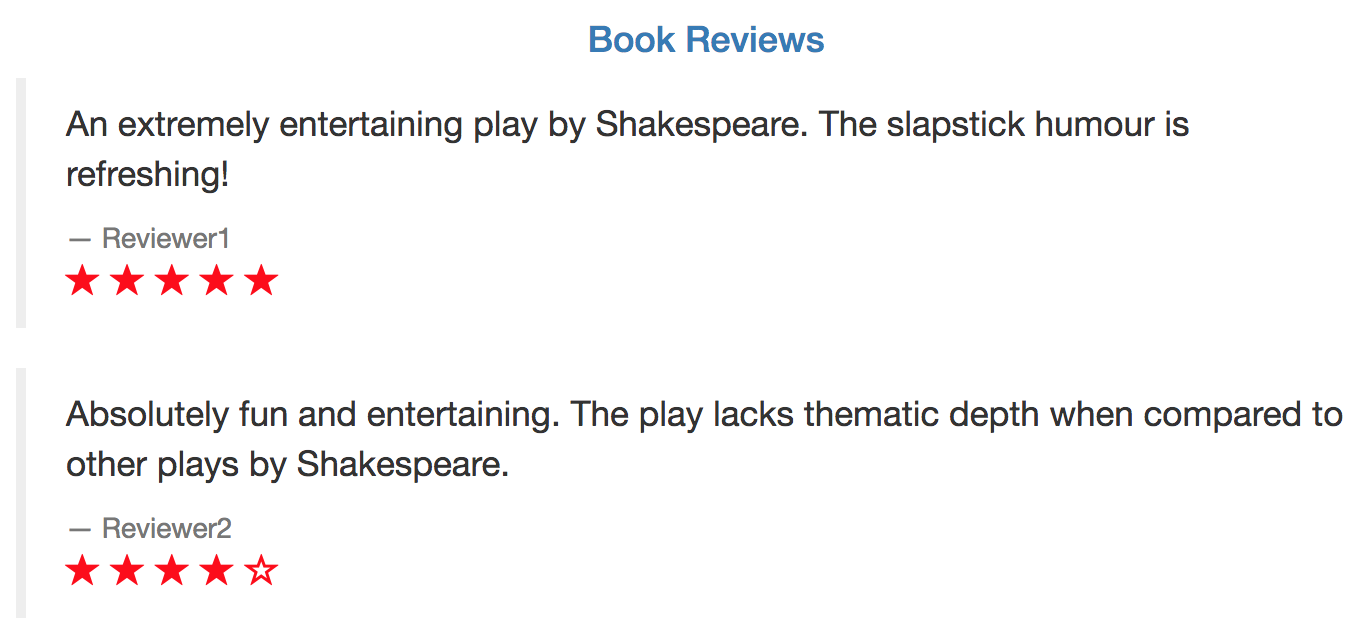 Book Reviews
An extremely entertaining play by Shakespeare. The slapstick humour is
refreshing!
— Reviewer1
★ ★ ★ ★ ★
Absolutely fun and entertaining. The play lacks thematic depth when compared to
other plays by Shakespeare.
— Reviewer2
★ ★ ★ ★ ☆